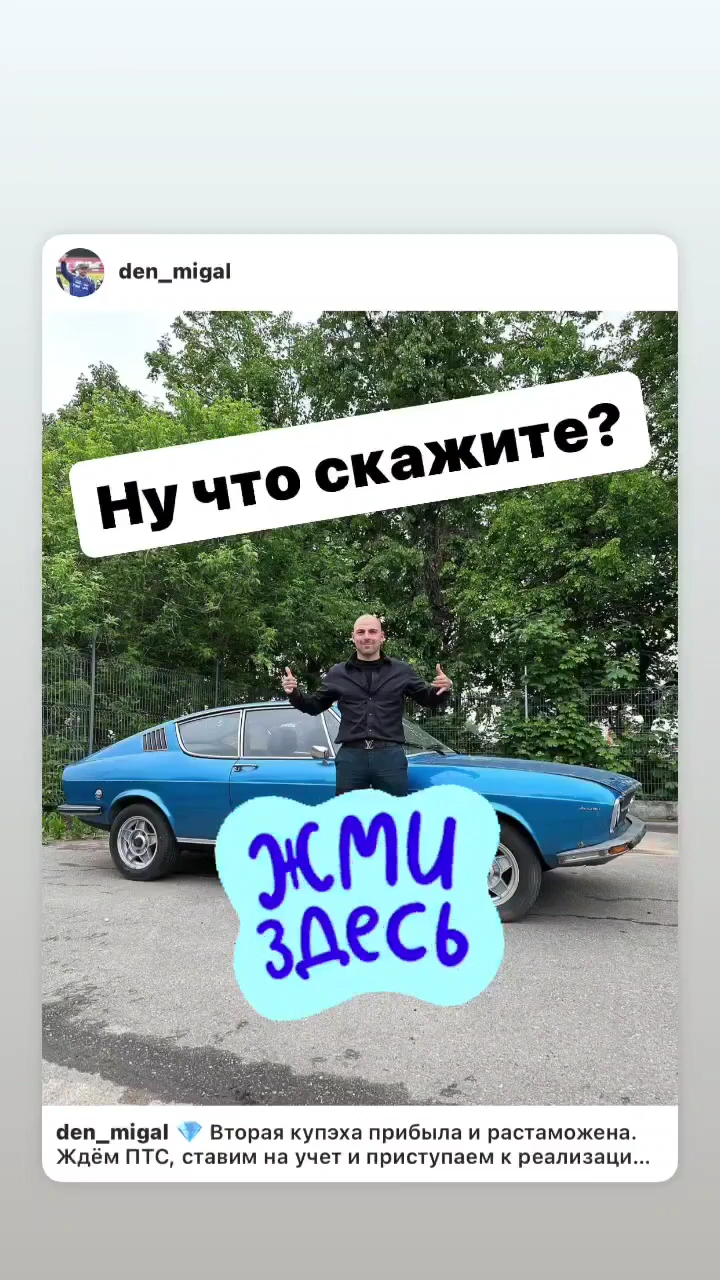 den_migal
Ну что скажите?
ЖМИ
ЗДЕСЬ
den_migal 💎 Вторая купэха прибыла и растаможена.
Ждём ПТС, ставим на учет и приступаем к реализаци...